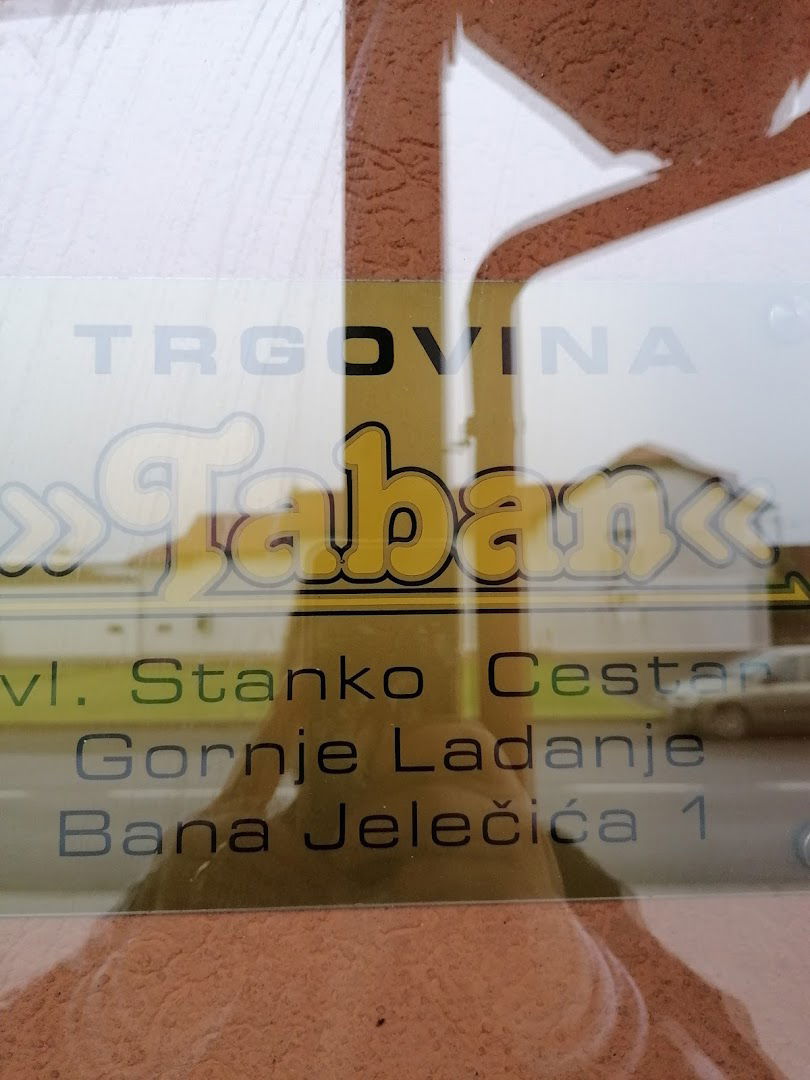 TRGOVINA
»Taban«
vl. Stanko Cestar
Gornje Ladanje
Bana Jelečića 1